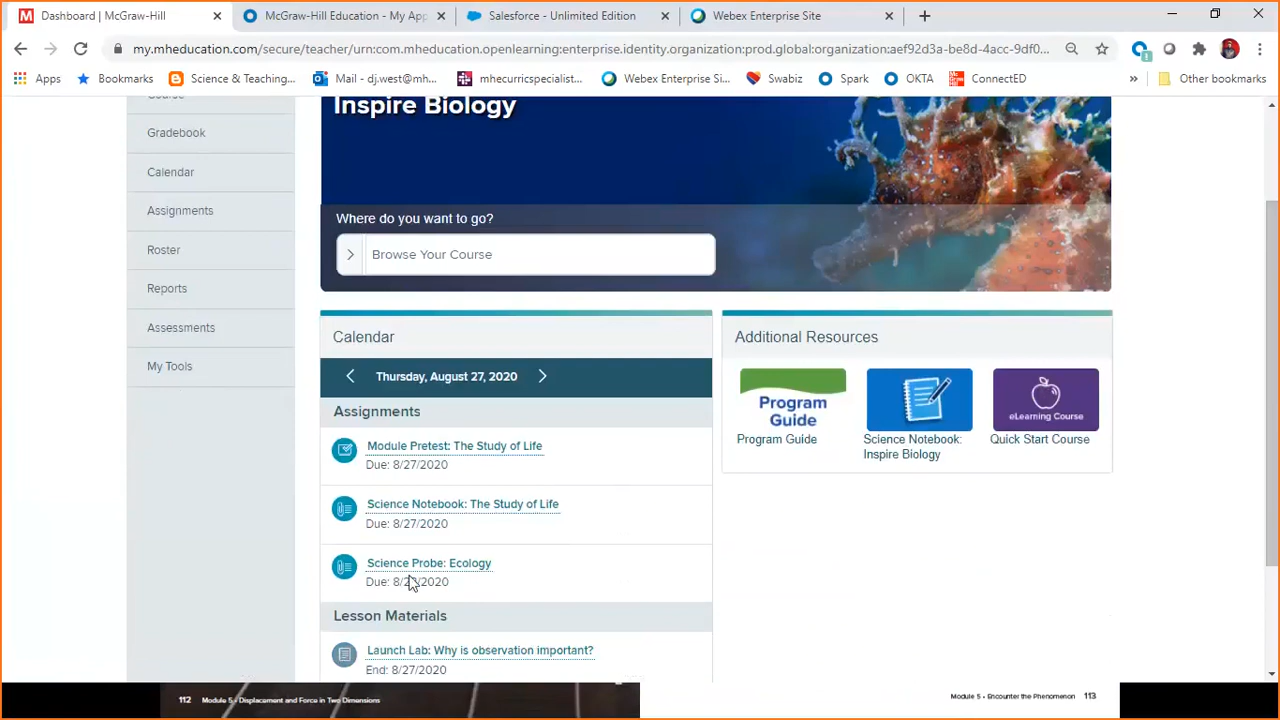 Dashboard | McGraw-Hill
McGraw-Hill Education - My App
Salesforce - Unlimited Edition
Webex Enterprise Site
my.mheducation.com/secure/teacher/urn:com.mheducation.openlearning:enterprise.identity.organization:prod.global:organization:aef92d3a-be8d-4acc-9df0...
Apps
Bookmarks
Science & Teaching...
Mail - dj.west@mh...
mhecurricspecialist...
Webex Enterprise Si...
Swabiz
Spark
OKTA
ConnectED
»
Other bookmarks
Course
Gradebook
Calendar
Assignments
Roster
Reports
Assessments
My Tools
Inspire Biology
Where do you want to go?
Browse Your Course
Calendar
Thursday, August 27, 2020
Assignments
Module Pretest: The Study of Life
Due: 8/27/2020
Science Notebook: The Study of Life
Due: 8/27/2020
Science Probe: Ecology
Due: 8/27/2020
Lesson Materials
Launch Lab: Why is observation important?
End: 8/27/2020
Additional Resources
Program
Guide
Program Guide
Science Notebook:
Inspire Biology
eLearning Course
Quick Start Course
112 Module 5 • Displacement and Force in Two Dimensions
Module 5 • Encounter the Phenomenon 113